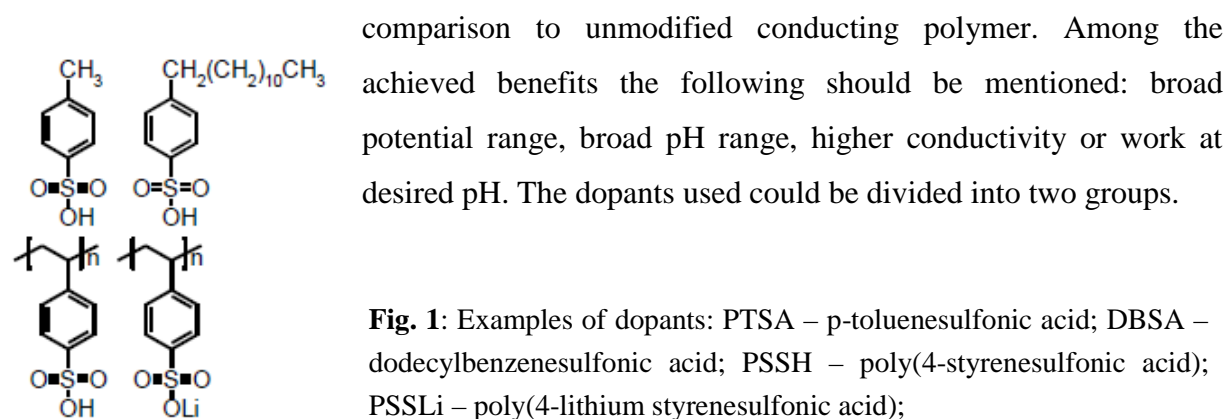 comparison to unmodified conducting polymer. Among the
achieved benefits the following should be mentioned: broad
potential range, broad pH range, higher conductivity or work at
desired pH. The dopants used could be divided into two groups.
CH3 CH2(CH2)10CH3
O=S=O O=S=O
OH OH
n n
O=S=O O=S=O
OH OLi
Fig. 1: Examples of dopants: PTSA – p-toluenesulfonic acid; DBSA –
dodecylbenzenesulfonic acid; PSSH – poly(4-styrenesulfonic acid);
PSSLi – poly(4-lithium styrenesulfonic acid);